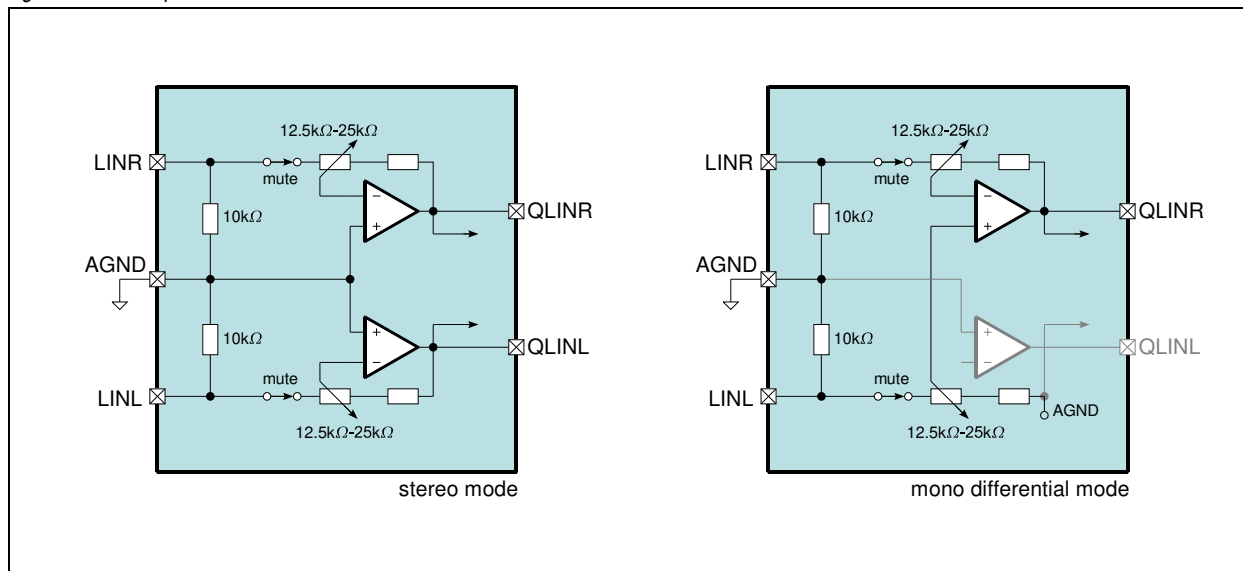 12.5kΩ-25kΩ
LINR
mute
10kΩ
QLINR
AGND
10kΩ
QLINL
mute
LINL
12.5kΩ-25kΩ
stereo mode
12.5kΩ-25kΩ
LINR
mute
10kΩ
QLINR
AGND
10kΩ
QLINL
mute
LINL
AGND
12.5kΩ-25kΩ
mono differential mode